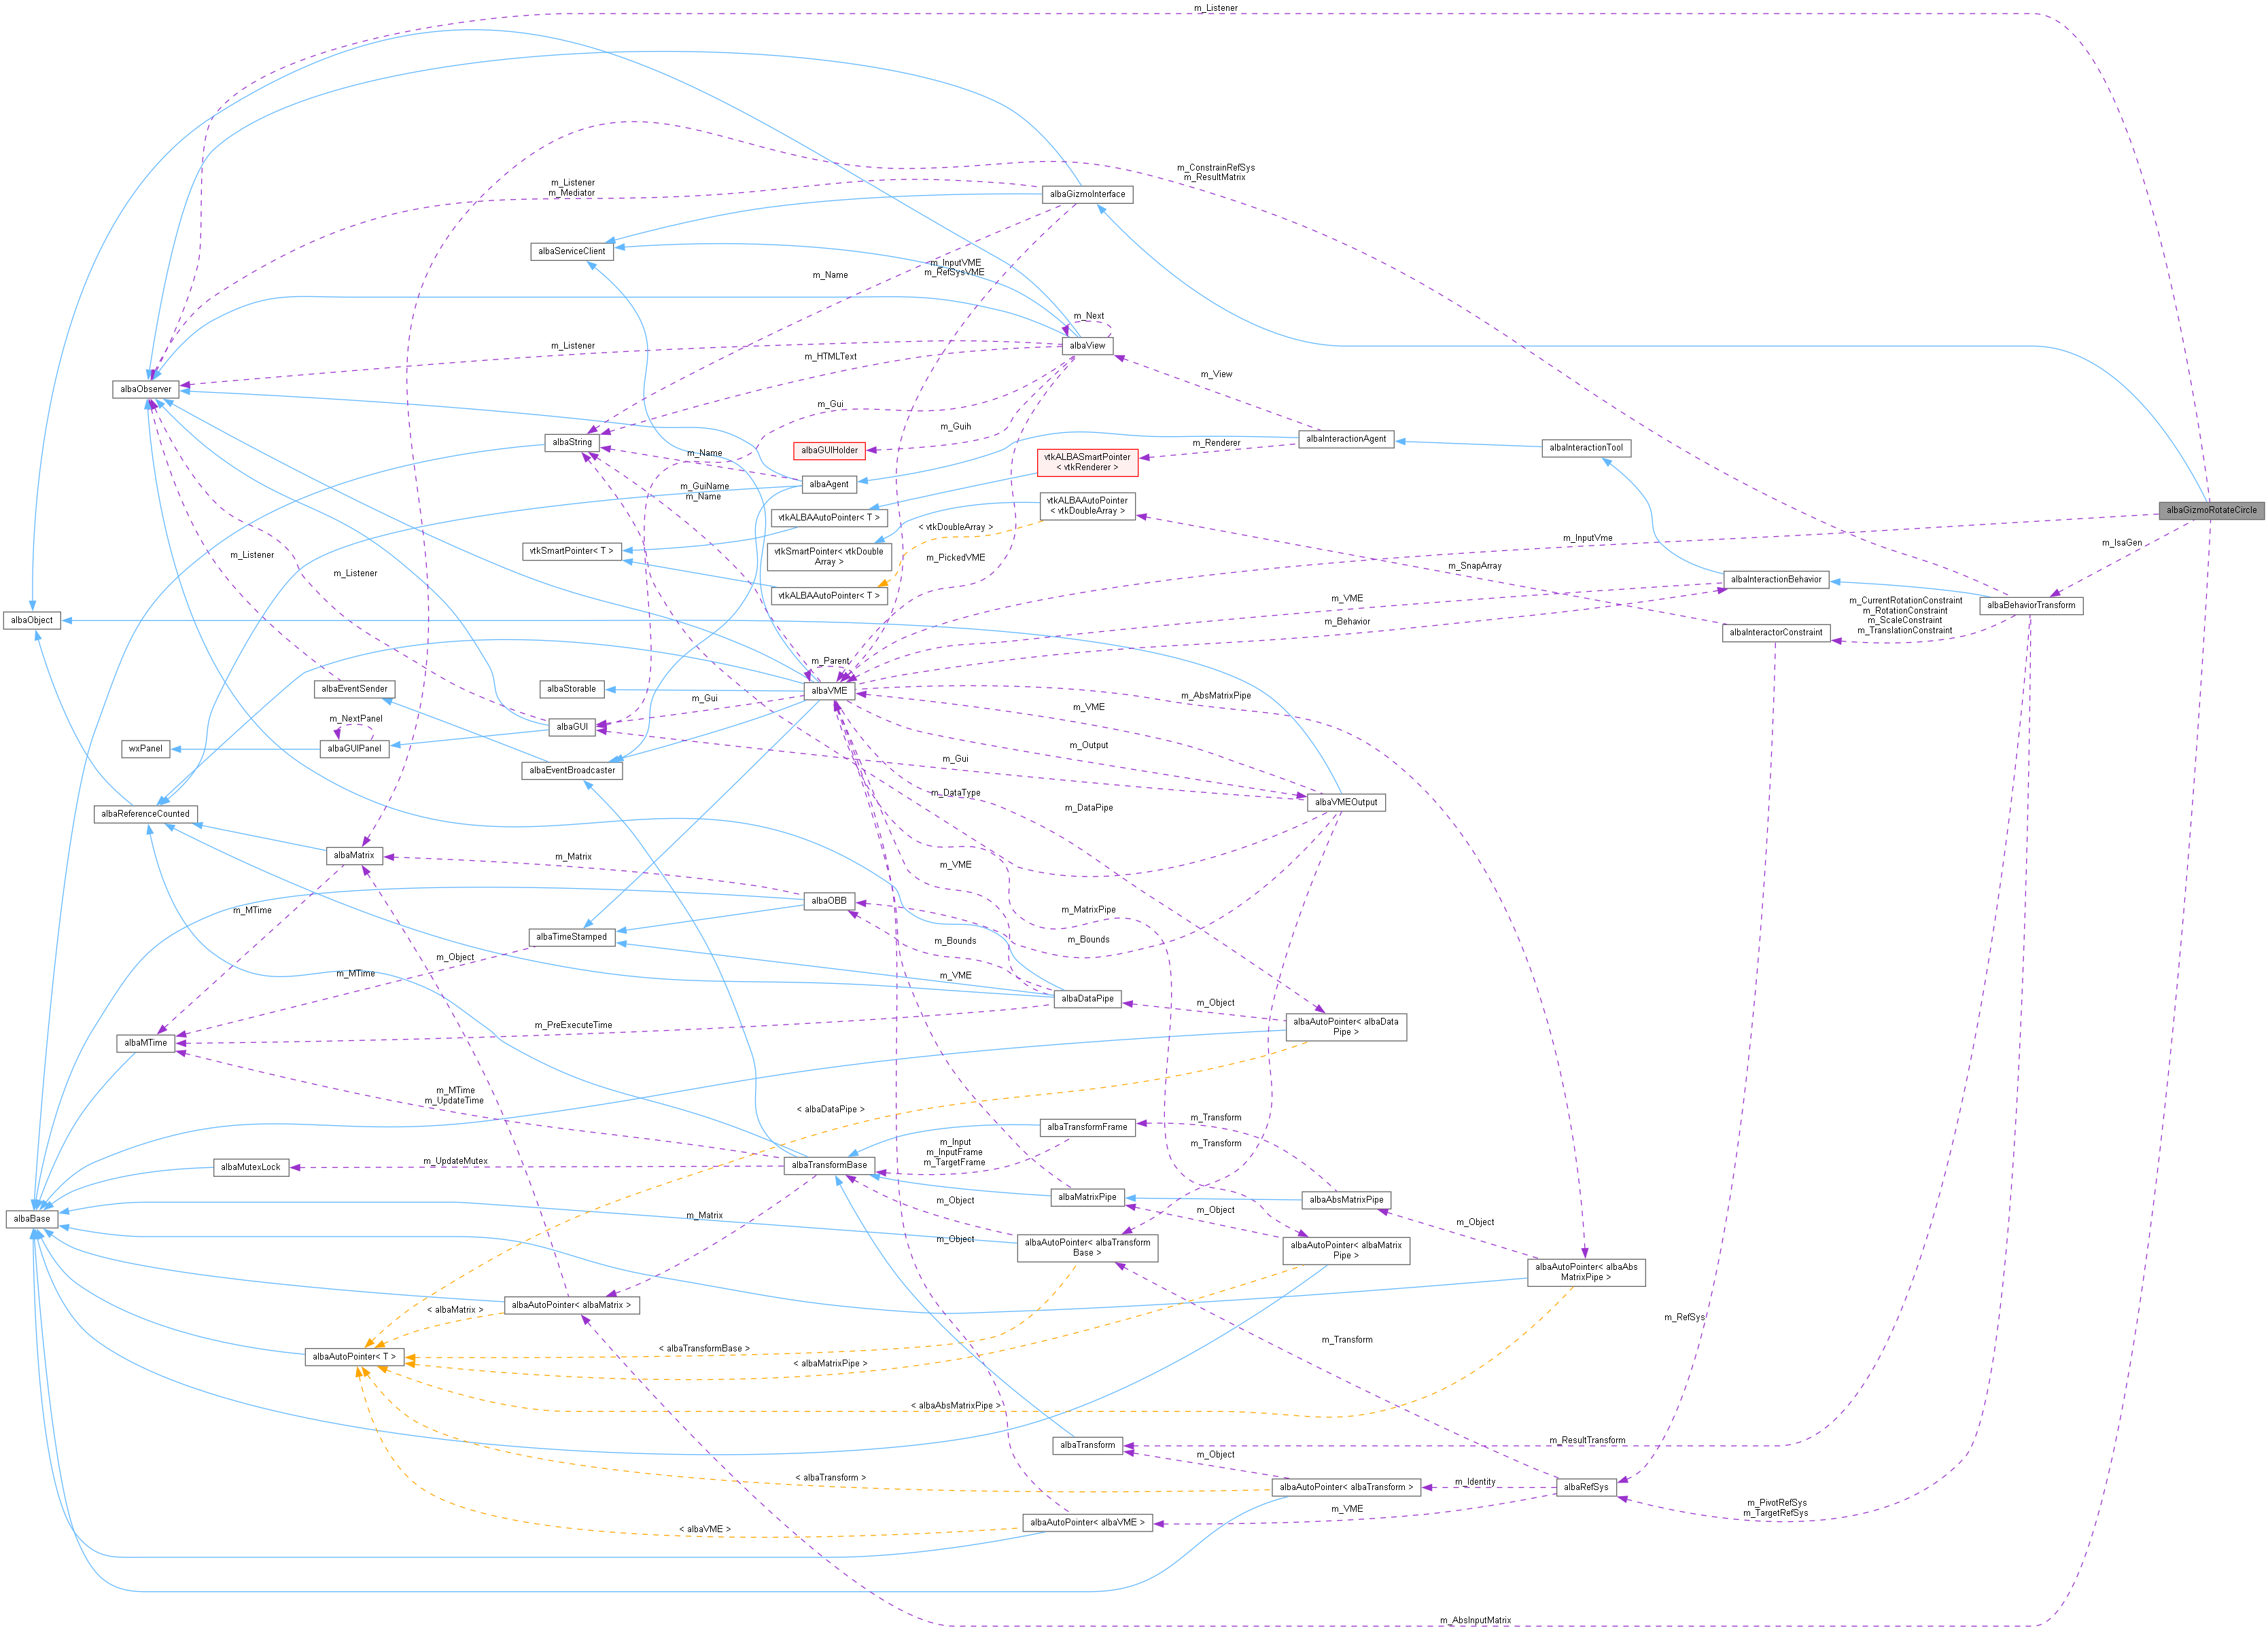 m_Listener
m_ConstrainRefSys
m_ResultMatrix
m_Listener
m_Mediator
albaGizmoInterface
albaServiceClient
m_InputVME
m_RefSysVME
m_Name
m_Next
albaView
m_Listener
m_HTMLText
m_View
albaObserver
m_Gui
m_Guih
albaInteractionAgent
albaString
albaGUIHolder
m_Renderer
albaInteractionTool
m_Name
vtkALBASmartPointer
< vtkRenderer >
albaAgent
m_GuiName
m_Name
vtkALBAAutoPointer
< vtkDoubleArray >
albaGizmoRotateCircle
vtkALBAAutoPointer< T >
< vtkDoubleArray >
m_InputVme
m_IsaGen
vtkSmartPointer< T >
vtkSmartPointer< vtkDouble
Array >
m_Listener
m_PickedVME
m_SnapArray
m_Listener
albaInteractionBehavior
m_CurrentRotationConstraint
m_RotationConstraint
m_ScaleConstraint
m_TranslationConstraint
vtkALBAAutoPointer< T >
m_VME
albaBehaviorTransform
albaObject
m_Behavior
albaInteractorConstraint
m_Parent
albaEventSender
albaStorable
albaVME
m_AbsMatrixPipe
m_Gui
m_VME
m_NextPanel
albaGUI
wxPanel
albaGUIPanel
m_Output
m_Gui
albaEventBroadcaster
m_DataType
m_DataPipe
albaVMEOutput
albaReferenceCounted
albaMatrix
m_Matrix
m_VME
albaOBB
m_MTime
m_MatrixPipe
albaTimeStamped
m_Bounds
m_Bounds
m_Object
m_MTime
m_VME
albaDataPipe
m_Object
m_PreExecuteTime
albaAutoPointer< albaData
Pipe >
albaMTime
m_MTime
m_UpdateTime
< albaDataPipe >
m_Transform
albaTransformFrame
m_Input
m_InputFrame
m_TargetFrame
m_Transform
albaMutexLock
m_UpdateMutex
albaTransformBase
albaMatrixPipe
albaAbsMatrixPipe
m_Object
m_Object
albaBase
m_Matrix
m_Object
m_Object
albaAutoPointer< albaTransform
Base >
albaAutoPointer< albaMatrix
Pipe >
albaAutoPointer< albaAbs
MatrixPipe >
albaAutoPointer< albaMatrix >
< albaMatrix >
m_RefSys
m_Transform
albaAutoPointer< T >
< albaTransformBase >
< albaMatrixPipe >
< albaAbsMatrixPipe >
albaTransform
m_ResultTransform
m_Object
< albaTransform >
albaAutoPointer< albaTransform >
m_Identity
albaRefSys
m_VME
m_PivotRefSys
m_TargetRefSys
< albaVME >
albaAutoPointer< albaVME >
m_AbsInputMatrix